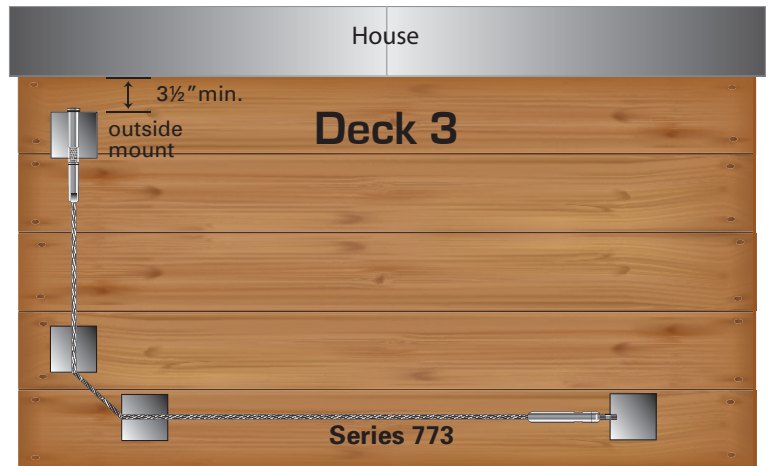 House
3½” min.
outside
mount
Deck 3
Series 773